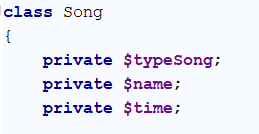 class Song
{
    private $typeSong;
    private $name;
    private $time;